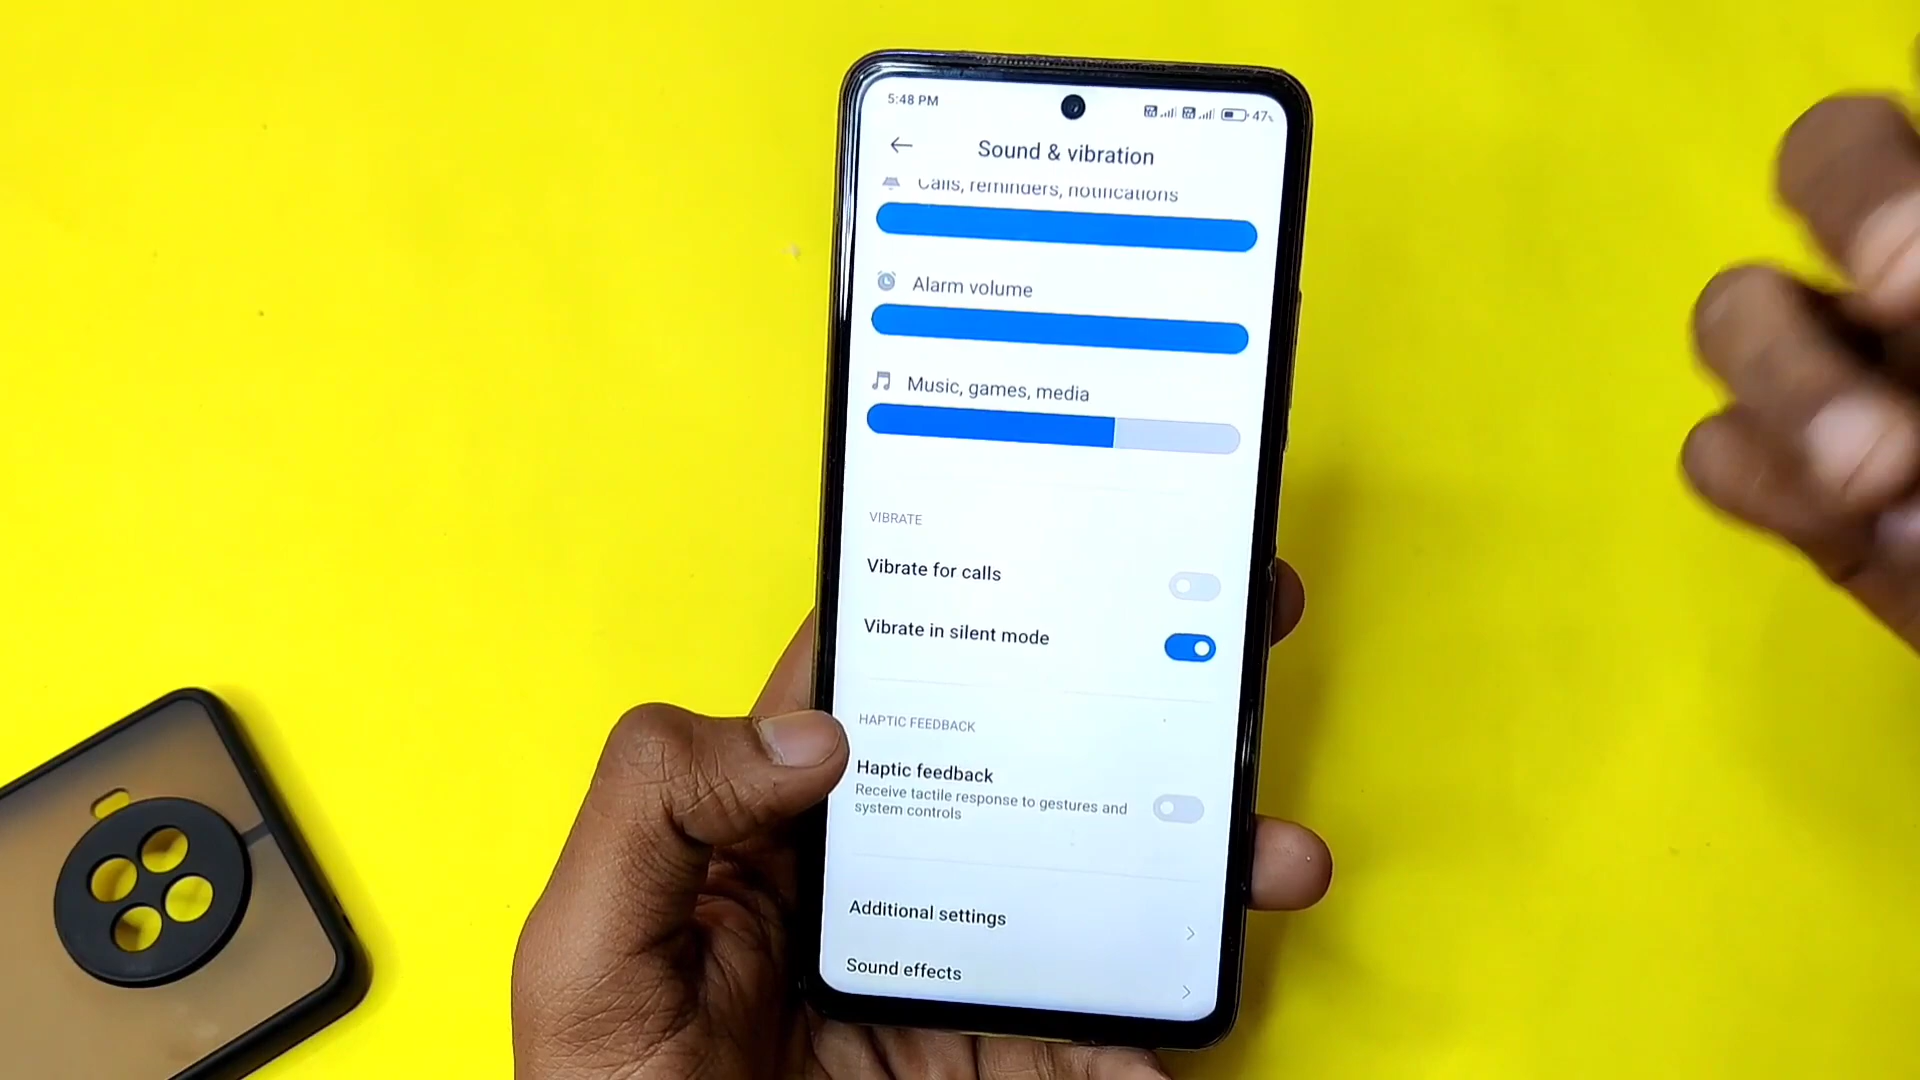 5:48 PM
47%
Sound & vibration
Calls, reminders, notifications
Alarm volume
Music, games, media
VIBRATE
Vibrate for calls
Vibrate in silent mode
HAPTIC FEEDBACK
Haptic feedback
Receive tactile response to gestures and
system controls
Additional settings
Sound effects